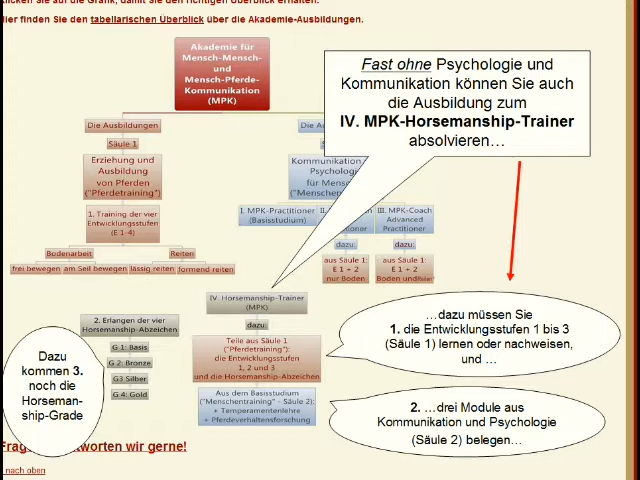 klicken Sie auf die Grafik, damit Sie den richtigen Überblick erhalten.
Hier finden Sie den tabellarischen Überblick über die Akademie-Ausbildungen.
Akademie für
Mensch-Mensch-
und
Mensch-Pferde-
Kommunikation
(MPK)
Fast ohne Psychologie und
Kommunikation können Sie auch
die Ausbildung zum
IV. MPK-Horsemanship-Trainer
absolvieren…
Die Ausbildungen
Säule 1
Erziehung und
Ausbildung
von Pferden
("Pferdetraining")
1. Training der vier
Entwicklungsstufen
(E 1-4)
Bodenarbeit
Reiten
frei bewegen
am Seil bewegen
lässig reiten
formend reiten
Die
Kommunikation
Psychologie
für Mensch
("Menschen
I. MPK-Practitioner
(Basisstudium)
III. MPK-Coach
Advanced
Practitioner
dazu:
dazu:
aus Säule 1:
E 1 + 2
nur Boden
aus Säule 1:
E 1 + 2
IV. Horsemanship-Trainer
(MPK)
dazu:
Teile aus Säule 1
("Pferdetraining"):
die Entwicklungsstufen
1, 2 und 3
und die Horsemanship-Abzeichen
Aus dem Basisstudium
("Menschentraining" - Säule 2):
+ Temperamentenlehre
+ Pferdeverhaltensforschung
2. Erlangen der vier
Horsemanship-Abzeichen
G 1: Basis
G 2: Bronze
G3 Silber
G.4: Gold
Dazu
kommen 3.
noch die
Horseman-
ship-Grade
…dazu müssen Sie
1. die Entwicklungsstufen 1 bis 3
(Säule 1) lernen oder nachweisen,
und …
2. …drei Module aus
Kommunikation und Psychologie
(Säule 2) belegen…
Frag worten wir gerne!
nach oben